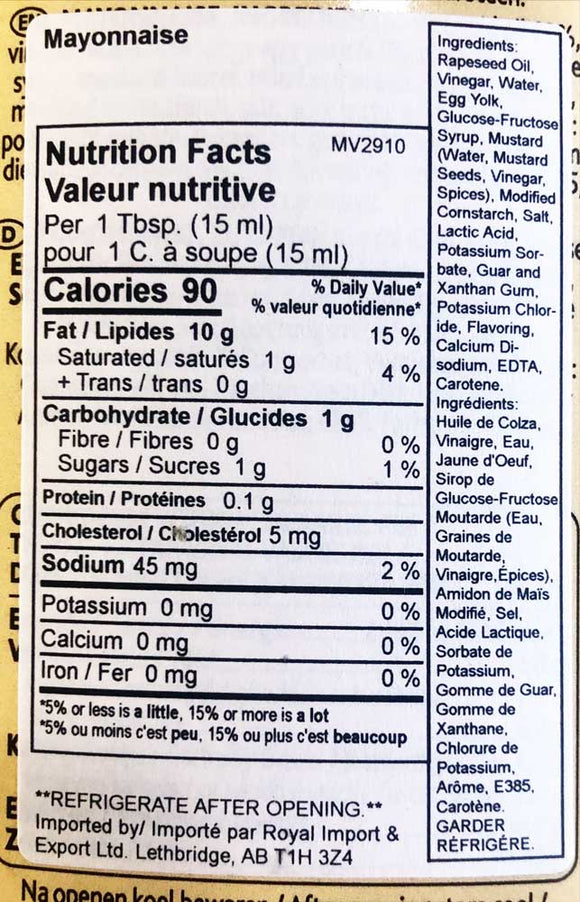 Mayonnaise
Nutrition Facts MV2910
Valeur nutritive
Per 1 Tbsp. (15 ml)
pour 1 C. à soupe (15 ml)
Calories 90
% Daily Value*
% valeur quotidienne*
Fat / Lipides 10 g 15 %
Saturated / saturés 1 g
+ Trans / trans 0 g
4 %
Carbohydrate / Glucides 1 g
Fibre / Fibres 0 g 0 %
Sugars / Sucres 1 g 1 %
Protein / Protéines 0.1 g
Cholesterol / Cholestérol 5 mg
Sodium 45 mg 2 %
Potassium 0 mg 0 %
Calcium 0 mg 0 %
Iron / Fer 0 mg 0 %
*5% or less is a little, 15% or more is a lot
*5% ou moins c'est peu, 15% ou plus c'est beaucoup
**REFRIGERATE AFTER OPENING.**
Imported by/ Importé par Royal Import &
Export Ltd. Lethbridge, AB T1H 3Z4
Ingredients:
Rapeseed Oil,
Vinegar, Water,
Egg Yolk,
Glucose-Fructose
Syrup, Mustard
(Water, Mustard
Seeds, Vinegar,
Spices), Modified
Cornstarch, Salt,
Lactic Acid,
Potassium Sor-
bate, Guar and
Xanthan Gum,
Potassium Chlor-
ide, Flavoring,
Calcium Di-
sodium, EDTA,
Carotene.
Ingrédients:
Huile de Colza,
Vinaigre, Eau,
Jaune d'Oeuf,
Sirop de
Glucose-Fructose
Moutarde (Eau,
Graines de
Moutarde,
Vinaigre,Épices),
Amidon de Maïs
Modifié, Sel,
Acide Lactique,
Sorbate de
Potassium,
Gomme de Guar,
Gomme de
Xanthane,
Chlorure de
Potassium,
Arôme, E385,
Carotène.
GARDER
RÉFRIGÉRE.
Na openen koel bewaren /